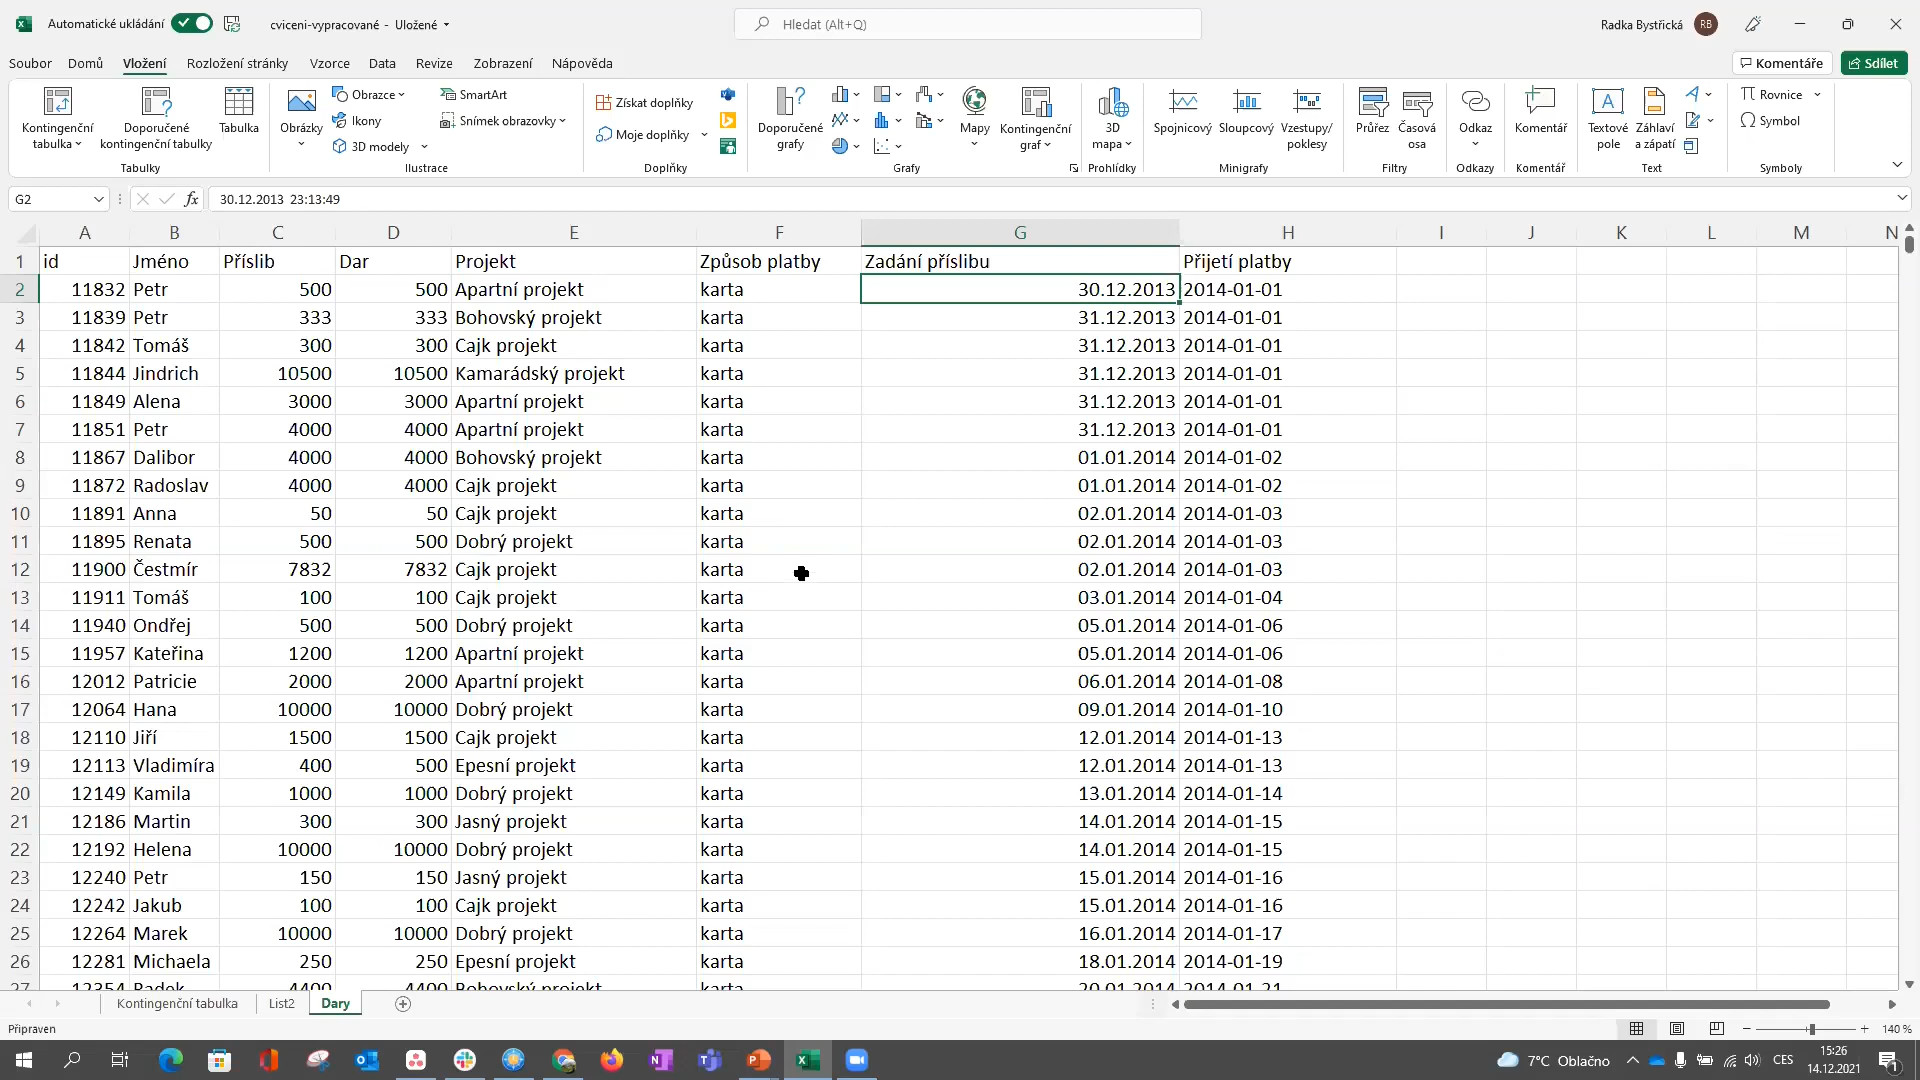 Automatické ukládání cviceni-vypracované - Uložené Hledat (Alt+Q) Radka Bystřická RB
Soubor Domů Vložení Rozložení stránky Vzorce Data Revize Zobrazení Nápověda Komentáře Sdílet
Kontingenční tabulka
Doporučené kontingenční tabulky
Tabulka
Tabulky
Obrázky
Obrazce
Ikony
3D modely
SmartArt
Snímek obrazovky
Ilustrace
Získat doplňky
Moje doplňky
Doplňky
Doporučené grafy
Mapy
Kontingenční graf
Grafy
3D mapa
Prohlídky
Spojnicový
Sloupcový
Vzestupy/poklesy
Minigrafy
Průřez
Časová osa
Filtry
Odkaz
Odkazy
Komentář
Komentář
Textové pole
Záhlaví a zápatí
Text
Rovnice
Symbol
Symboly
G2 fx 30.12.2013 23:13:49
A B C D E F G H I J K L M N
1 id Jméno Příslib Dar Projekt Způsob platby Zadání příslibu Přijetí platby
2 11832 Petr 500 500 Apartní projekt karta 30.12.2013 2014-01-01
3 11839 Petr 333 333 Bohovský projekt karta 31.12.2013 2014-01-01
4 11842 Tomáš 300 300 Cajk projekt karta 31.12.2013 2014-01-01
5 11844 Jindrich 10500 10500 Kamarádský projekt karta 31.12.2013 2014-01-01
6 11849 Alena 3000 3000 Apartní projekt karta 31.12.2013 2014-01-01
7 11851 Petr 4000 4000 Apartní projekt karta 31.12.2013 2014-01-01
8 11867 Dalibor 4000 4000 Bohovský projekt karta 01.01.2014 2014-01-02
9 11872 Radoslav 4000 4000 Cajk projekt karta 01.01.2014 2014-01-02
10 11891 Anna 50 50 Cajk projekt karta 02.01.2014 2014-01-03
11 11895 Renata 500 500 Dobrý projekt karta 02.01.2014 2014-01-03
12 11900 Čestmír 7832 7832 Cajk projekt karta 02.01.2014 2014-01-03
13 11911 Tomáš 100 100 Cajk projekt karta 03.01.2014 2014-01-04
14 11940 Ondřej 500 500 Dobrý projekt karta 05.01.2014 2014-01-06
15 11957 Kateřina 1200 1200 Apartní projekt karta 05.01.2014 2014-01-06
16 12012 Patricie 2000 2000 Apartní projekt karta 06.01.2014 2014-01-08
17 12064 Hana 10000 10000 Dobrý projekt karta 09.01.2014 2014-01-10
18 12110 Jiří 1500 1500 Cajk projekt karta 12.01.2014 2014-01-13
19 12113 Vladimíra 400 500 Epesní projekt karta 12.01.2014 2014-01-13
20 12149 Kamila 1000 1000 Dobrý projekt karta 13.01.2014 2014-01-14
21 12186 Martin 300 300 Jasný projekt karta 14.01.2014 2014-01-15
22 12192 Helena 10000 10000 Dobrý projekt karta 14.01.2014 2014-01-15
23 12240 Petr 150 150 Jasný projekt karta 15.01.2014 2014-01-16
24 12242 Jakub 100 100 Cajk projekt karta 15.01.2014 2014-01-16
25 12264 Marek 10000 10000 Dobrý projekt karta 16.01.2014 2014-01-17
26 12281 Michaela 250 250 Epesní projekt karta 18.01.2014 2014-01-19
27 12354 Radek 4400 4400 Bohovský projekt karta 20.01.2014 2014-01-21
Kontingenční tabulka List2 Dary
Připraven 140 %
7°C Oblačno CES 15:26
14.12.2021